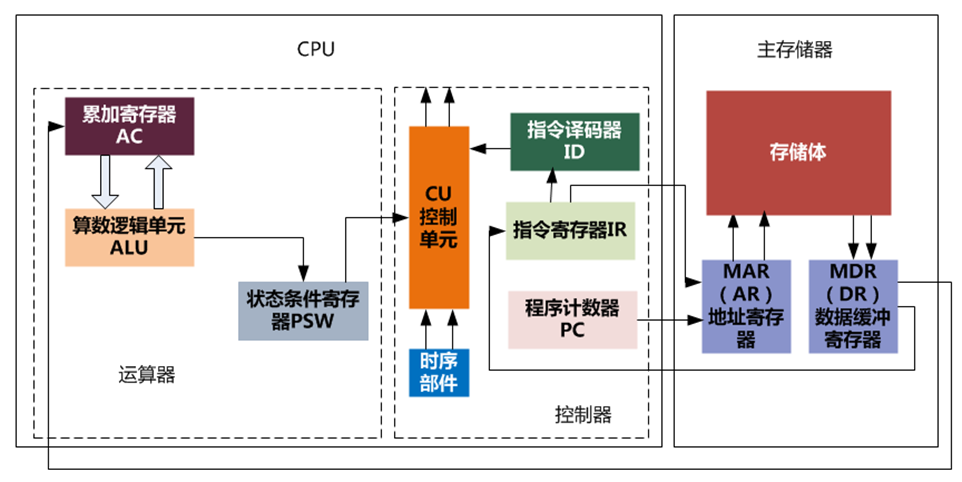 CPU
主存储器
累加寄存器
AC
算数逻辑单元
ALU
状态条件寄存
器PSW
运算器
CU
控制
单元
时序
部件
指令译码器
ID
指令寄存器IR
程序计数器
PC
控制器
存储体
MAR
（AR）
地址寄存
器
MDR
（DR）
数据缓冲
寄存器